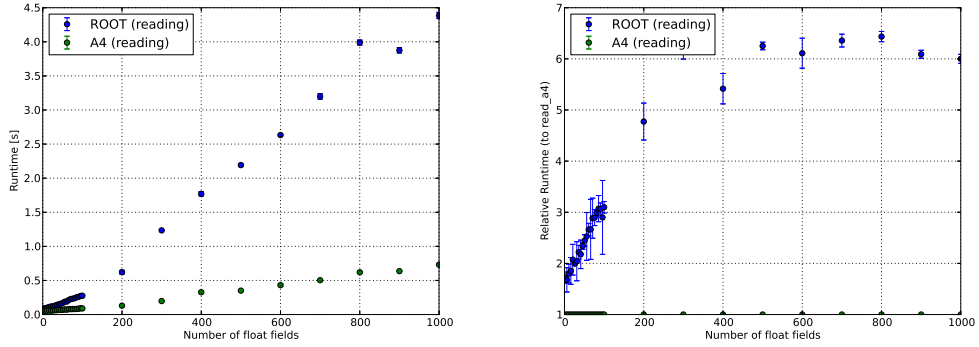 4.5
4.0
3.5
3.0
2.5
2.0
1.5
1.0
0.5
0.0
Runtime [s]
ROOT (reading)
A4 (reading)
0 200 400 600 800 1000
Number of float fields
7
6
5
4
3
2
1
Relative Runtime (to read_a4)
ROOT (reading)
A4 (reading)
0 200 400 600 800 1000
Number of float fields